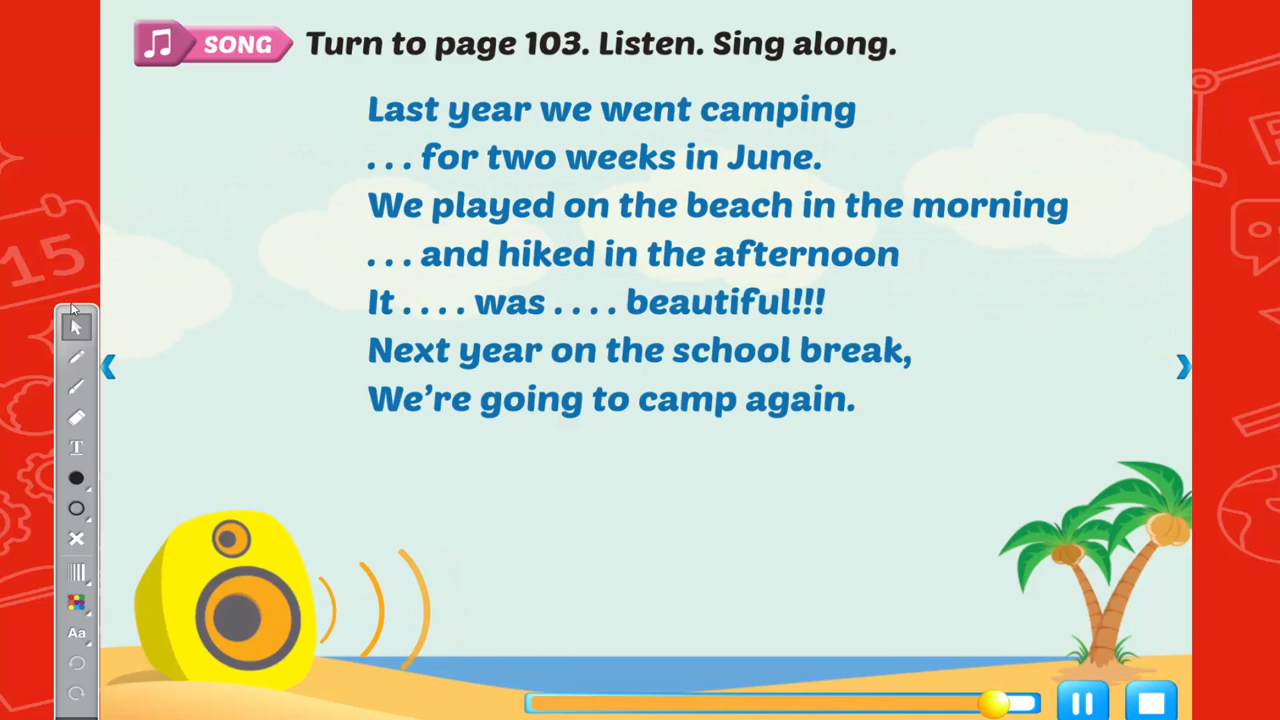 SONG Turn to page 103. Listen. Sing along.
Last year we went camping
. . . for two weeks in June.
We played on the beach in the morning
. . . and hiked in the afternoon
It . . . . was . . . . beautiful!!!
Next year on the school break,
We're going to camp again.
15
T
Aa